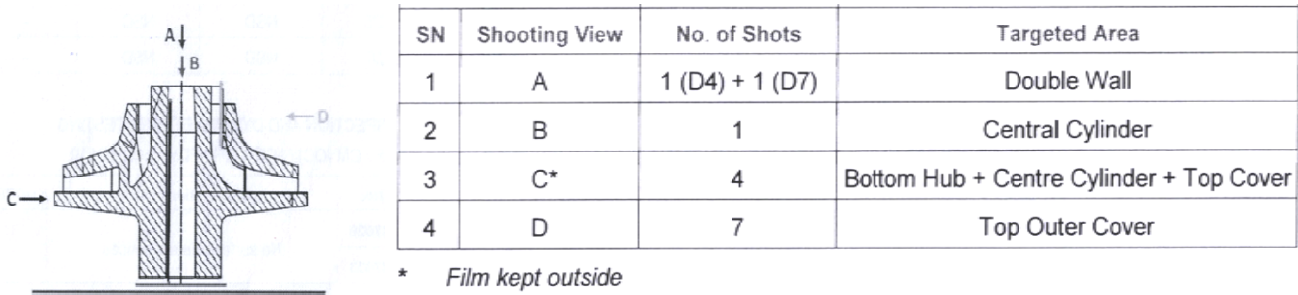 A
B
D
C
SN Shooting View No. of Shots Targeted Area
1 A 1 (D4) + 1 (D7) Double Wall
2 B 1 Central Cylinder
3 C* 4 Bottom Hub + Centre Cylinder + Top Cover
4 D 7 Top Outer Cover
* Film kept outside